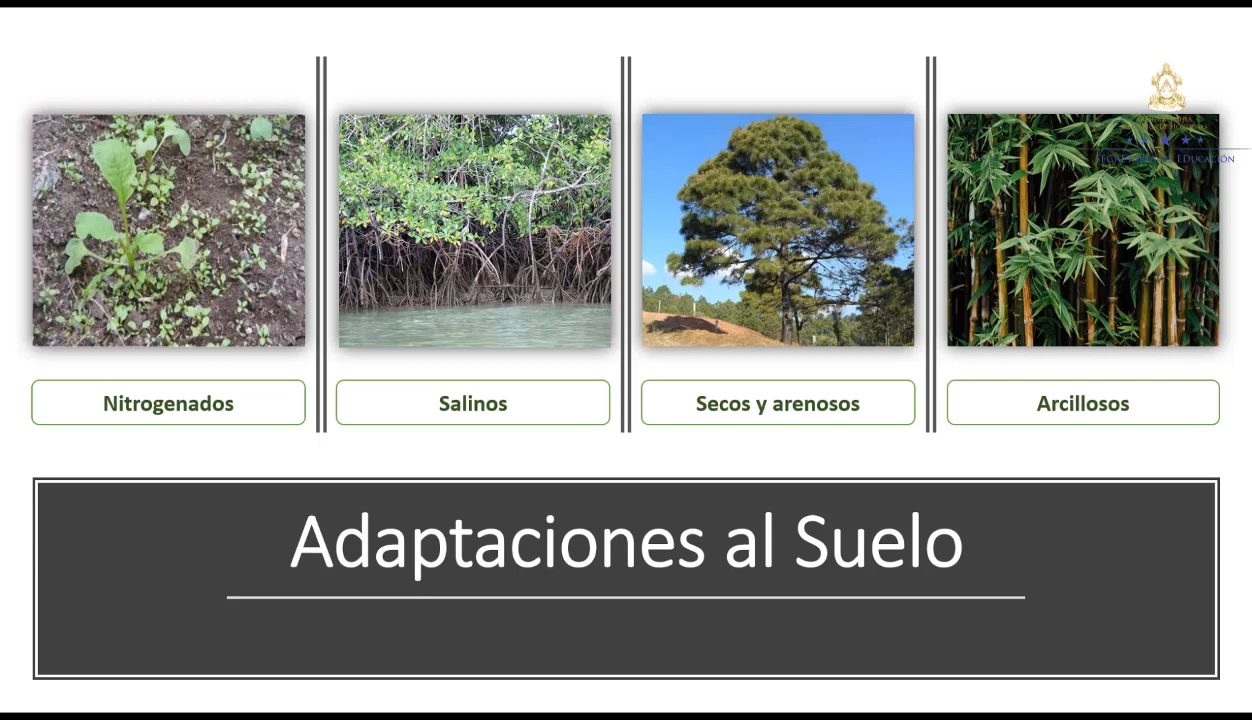 Nitrogenados
Salinos
Secos y arenosos
Arcillosos
Adaptaciones al Suelo